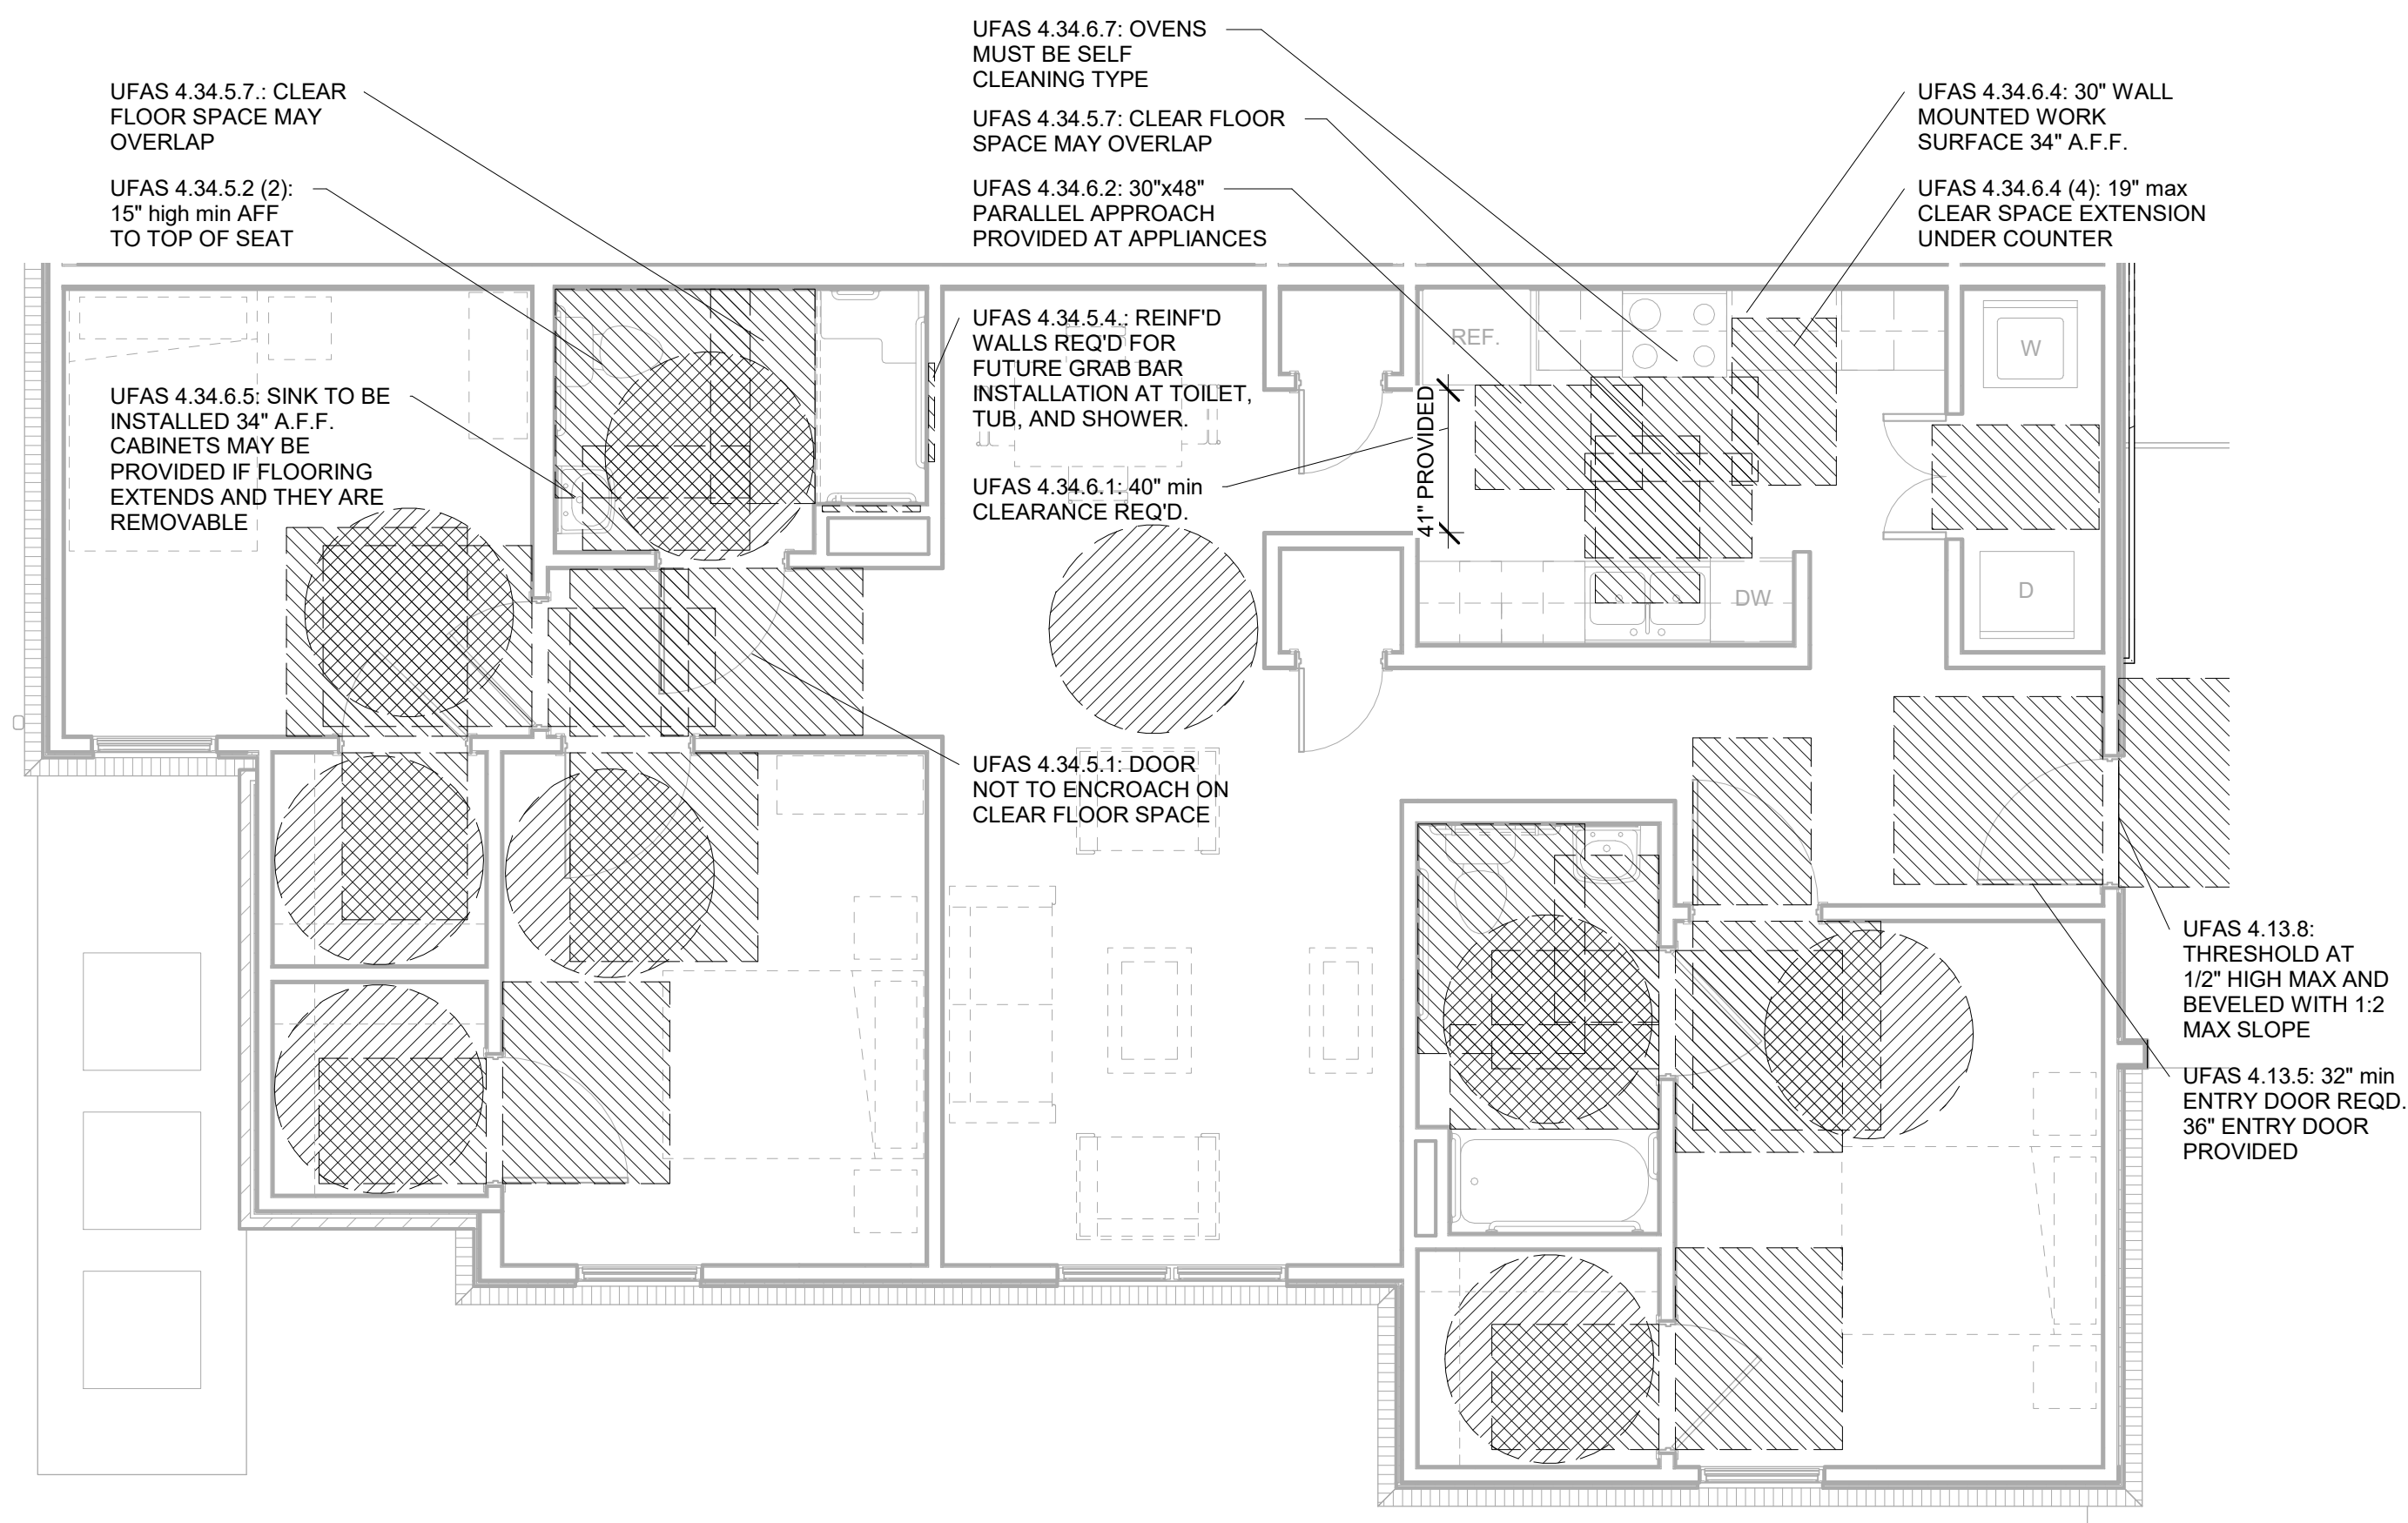 UFAS 4.34.6.7: OVENS
MUST BE SELF
CLEANING TYPE
UFAS 4.34.5.7.: CLEAR
FLOOR SPACE MAY
OVERLAP
UFAS 4.34.5.7: CLEAR FLOOR
SPACE MAY OVERLAP
UFAS 4.34.6.4: 30" WALL
MOUNTED WORK
SURFACE 34" A.F.F.
UFAS 4.34.5.2 (2):
15" high min AFF
TO TOP OF SEAT
UFAS 4.34.6.2: 30"x48"
PARALLEL APPROACH
PROVIDED AT APPLIANCES
UFAS 4.34.6.4 (4): 19" max
CLEAR SPACE EXTENSION
UNDER COUNTER
UFAS 4.34.5.4.: REINF'D
WALLS REQ'D FOR
FUTURE GRAB BAR
INSTALLATION AT TOILET,
TUB, AND SHOWER.
REF.
W
UFAS 4.34.6.5: SINK TO BE
INSTALLED 34" A.F.F.
CABINETS MAY BE
PROVIDED IF FLOORING
EXTENDS AND THEY ARE
REMOVABLE
41" PROVIDED
UFAS 4.34.6.1: 40" min
CLEARANCE REQ'D.
DW
D
UFAS 4.34.5.1: DOOR
NOT TO ENCROACH ON
CLEAR FLOOR SPACE
UFAS 4.13.8:
THRESHOLD AT
1/2" HIGH MAX AND
BEVELED WITH 1:2
MAX SLOPE
UFAS 4.13.5: 32" min
ENTRY DOOR REQD.
36" ENTRY DOOR
PROVIDED